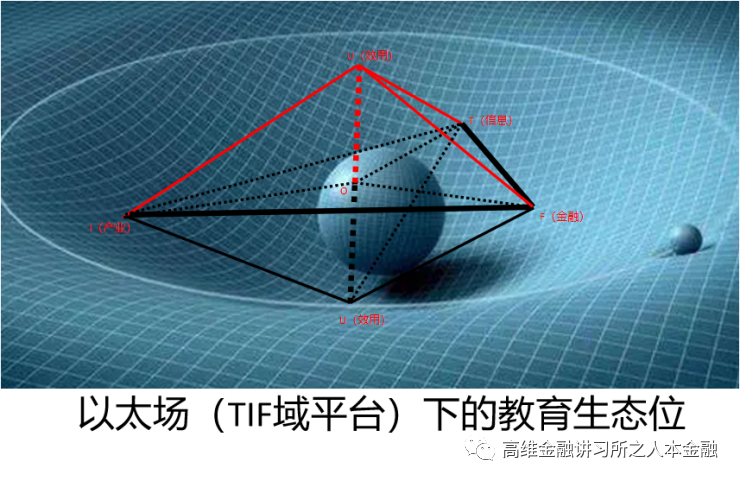 U（效用）
T（信息）
O
I（产业）
F（金融）
U（效用）
以太场（TIF域平台）下的教育生态位
高维金融讲习所之人本金融